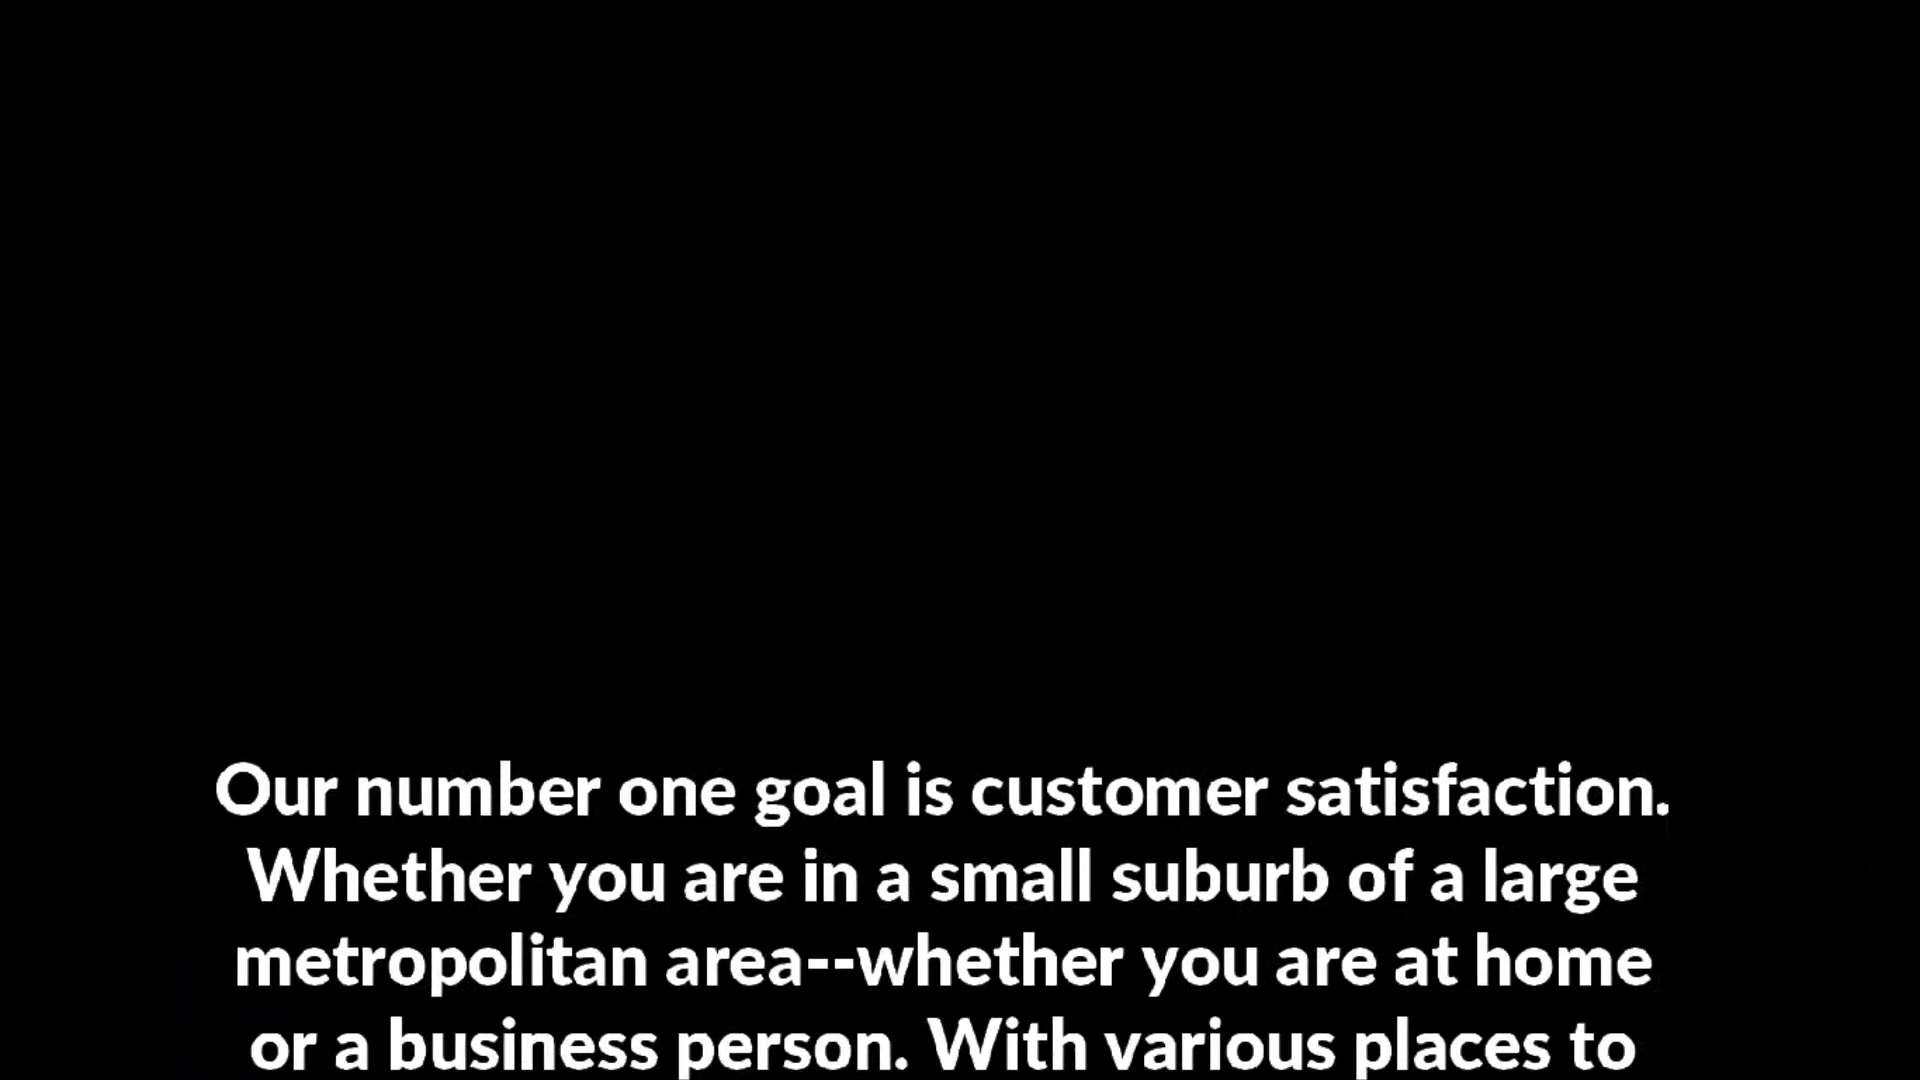 Our number one goal is customer satisfaction.
Whether you are in a small suburb of a large
metropolitan area--whether you are at home
or a business person. With various places to